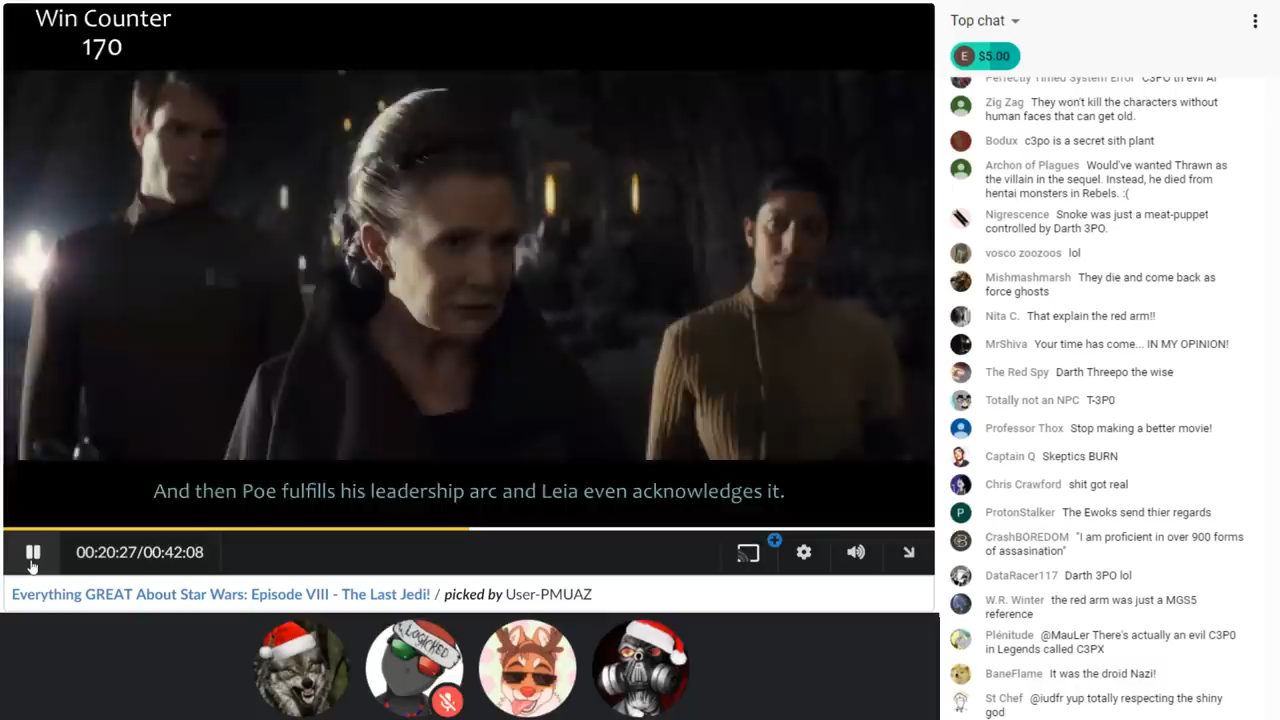 Win Counter
170
And then Poe fulfills his leadership arc and Leia even acknowledges it.
00:20:27/00:42:08
Everything GREAT About Star Wars: Episode VIII - The Last Jedi! / picked by User-PMUAZ
LOGICKED
Top chat
E $5.00
Perfectly Timed System Error C3PO th evil AI
Zig Zag They won't kill the characters without
human faces that can get old.
Bodux c3po is a secret sith plant
Archon of Plagues Would've wanted Thrawn as
the villain in the sequel. Instead, he died from
hentai monsters in Rebels. :(
Nigrescence Snoke was just a meat-puppet
controlled by Darth 3PO.
vosco zoozoos lol
Mishmashmarsh They die and come back as
force ghosts
Nita C. That explain the red arm!!
MrShiva Your time has come... IN MY OPINION!
The Red Spy Darth Threepo the wise
Totally not an NPC T-3P0
Professor Thox Stop making a better movie!
Captain Q Skeptics BURN
Chris Crawford shit got real
P
ProtonStalker The Ewoks send thier regards
CrashBOREDOM "I am proficient in over 900 forms
of assasination"
DataRacer117 Darth 3PO lol
W.R. Winter the red arm was just a MGS5
reference
Plénitude @MauLer There's actually an evil C3P0
in Legends called C3PX
BaneFlame It was the droid Nazi!
St Chef @iudfr yup totally respecting the shiny
god